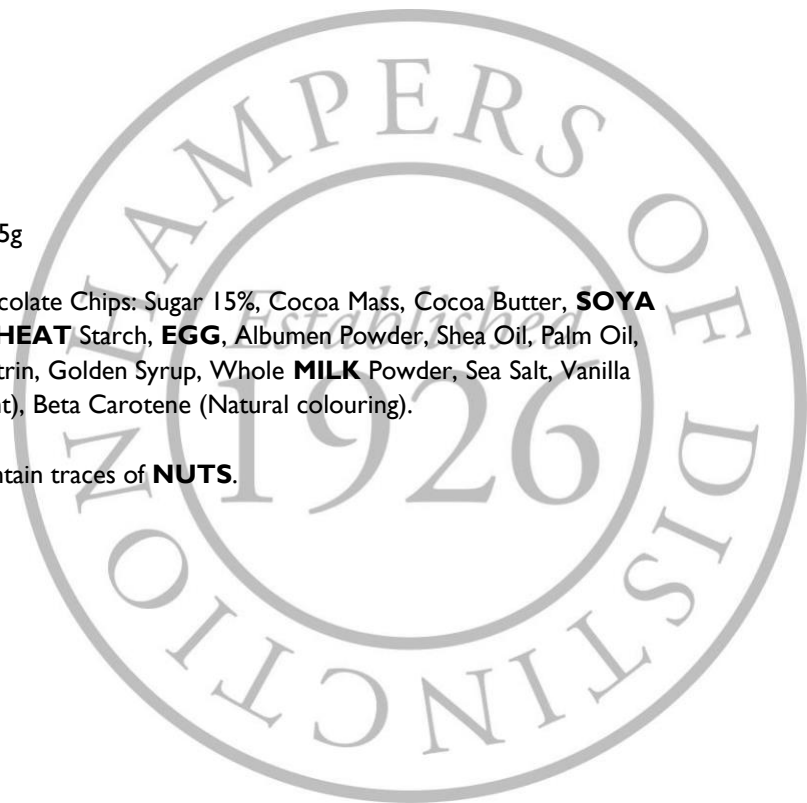 5g
colate Chips: Sugar 15%, Cocoa Mass, Cocoa Butter, SOYA
HEAT Starch, EGG, Albumen Powder, Shea Oil, Palm Oil,
trin, Golden Syrup, Whole MILK Powder, Sea Salt, Vanilla
t), Beta Carotene (Natural colouring).
ntain traces of NUTS.
HAMPERS OF DISTINCTION
Established
1926